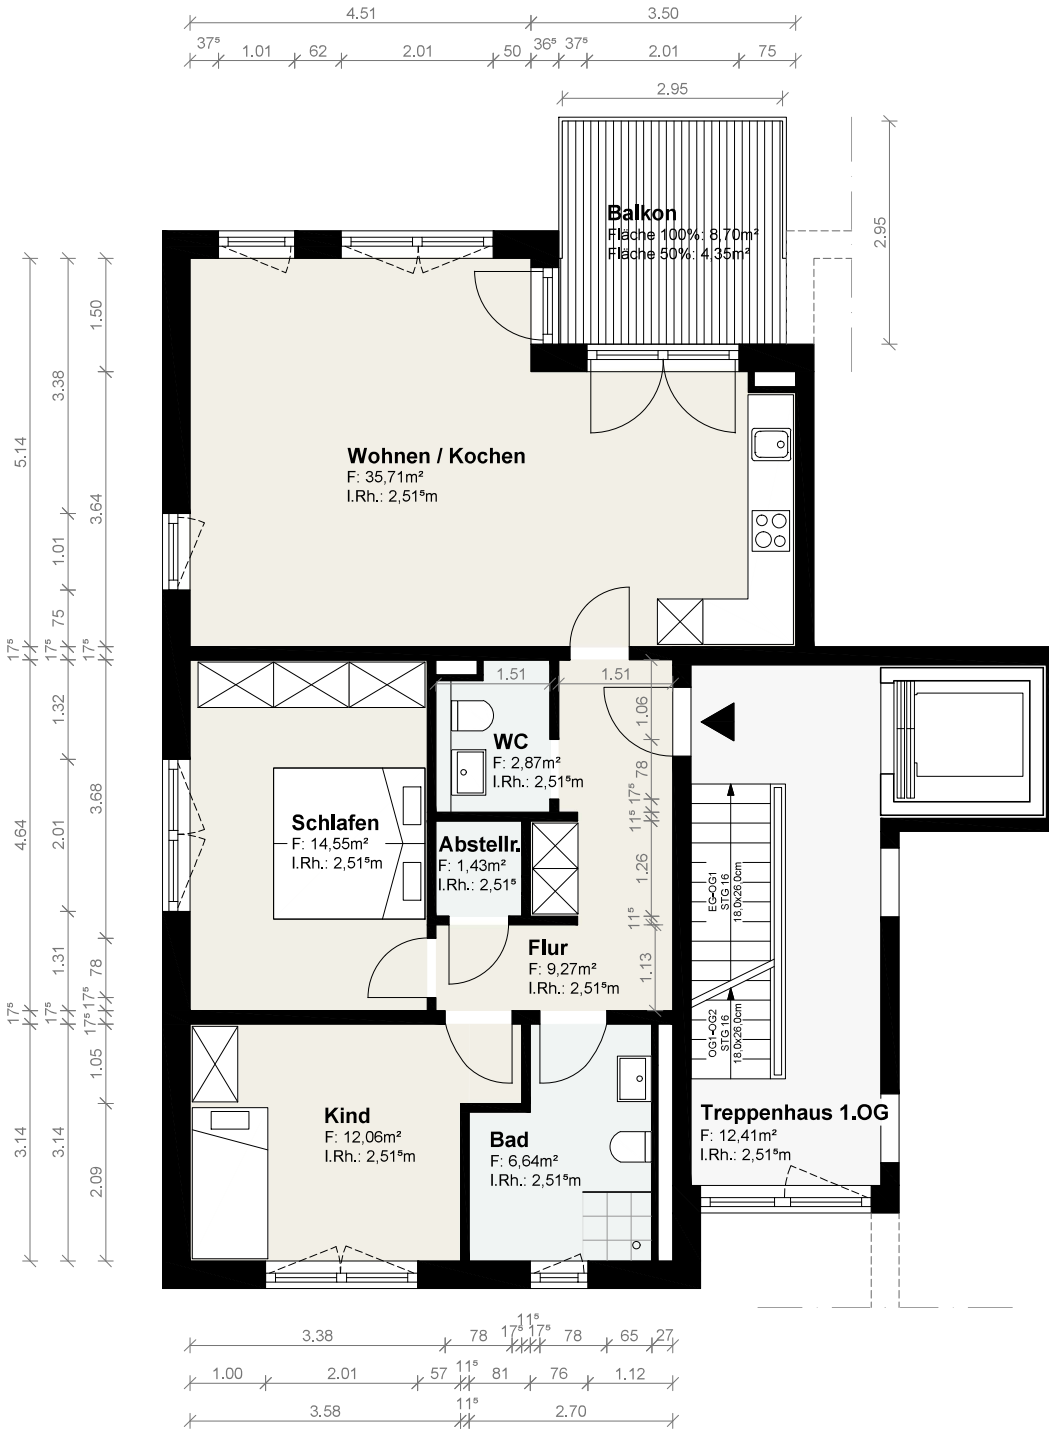 4.51
3.50
37⁵
1.01
62
2.01
50
36⁵
37⁵
2.01
75
2.95
2.95
Balkon
Fläche 100%: 8,70m²
Fläche 50%: 4,35m²
5.14
3.38
1.50
3.64
1.01
75
Wohnen / Kochen
F: 35,71m²
I.Rh.: 2,51⁵m
17⁵
17⁵
17⁵
4.64
1.32
3.68
2.01
1.31
78
17⁵
1.51
1.51
1.06
78
17⁵
11⁵
1.26
11⁵
1.13
WC
F: 2,87m²
I.Rh.: 2,51⁵m
Schlafen
F: 14,55m²
I.Rh.: 2,51⁵m
Abstellr.
F: 1,43m²
I.Rh.: 2,51⁵
Flur
F: 9,27m²
I.Rh.: 2,51⁵m
EG-OG1
STG 16
18,0x26,0cm
OG1-OG2
STG 16
18,0x26,0cm
17⁵
17⁵
17⁵
3.14
3.14
1.05
2.09
Kind
F: 12,06m²
I.Rh.: 2,51⁵m
Bad
F: 6,64m²
I.Rh.: 2,51⁵m
Treppenhaus 1.OG
F: 12,41m²
I.Rh.: 2,51⁵m
3.38
78
17⁵
11⁵
17⁵
78
65
27
1.00
2.01
57
11⁵
81
76
1.12
3.58
11⁵
2.70